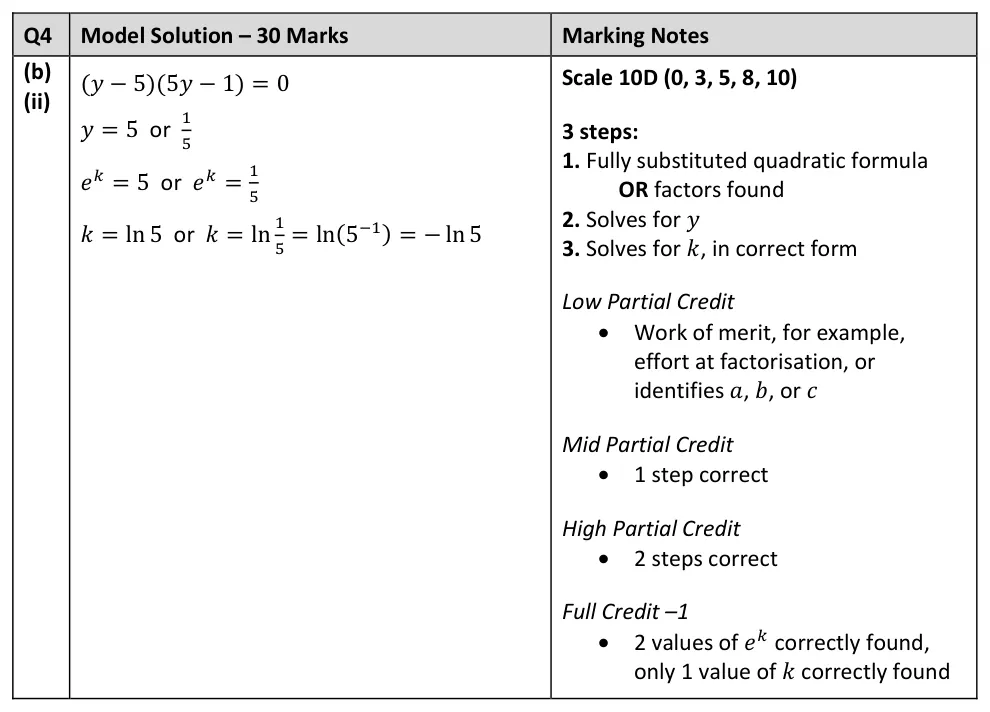 Q4 Model Solution – 30 Marks Marking Notes
(b)
(ii)
(y − 5)(5y − 1) = 0
y = 5 or 1/5
e^k = 5 or e^k = 1/5
k = ln 5 or k = ln 1/5 = ln(5^−1) = − ln 5
Scale 10D (0, 3, 5, 8, 10)
3 steps:
1. Fully substituted quadratic formula
OR factors found
2. Solves for y
3. Solves for k, in correct form
Low Partial Credit
• Work of merit, for example,
effort at factorisation, or
identifies a, b, or c
Mid Partial Credit
• 1 step correct
High Partial Credit
• 2 steps correct
Full Credit –1
• 2 values of e^k correctly found,
only 1 value of k correctly found